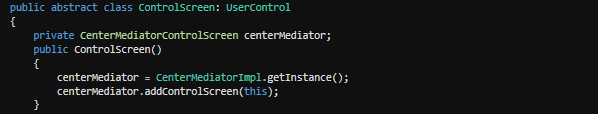 public abstract class ControlScreen: UserControl
{
    private CenterMediatorControlScreen centerMediator;
    public ControlScreen()
    {
        centerMediator = CenterMediatorImpl.getInstance();
        centerMediator.addControlScreen(this);
    }